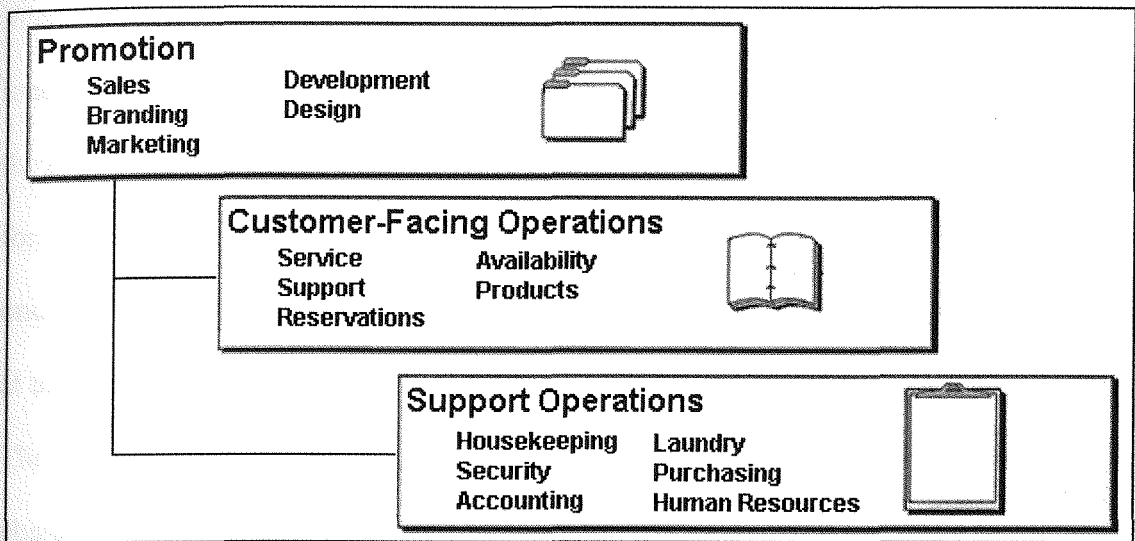 Promotion
Sales
Branding
Marketing
Development
Design
Customer-Facing Operations
Service
Support
Reservations
Availability
Products
Support Operations
Housekeeping
Security
Accounting
Laundry
Purchasing
Human Resources